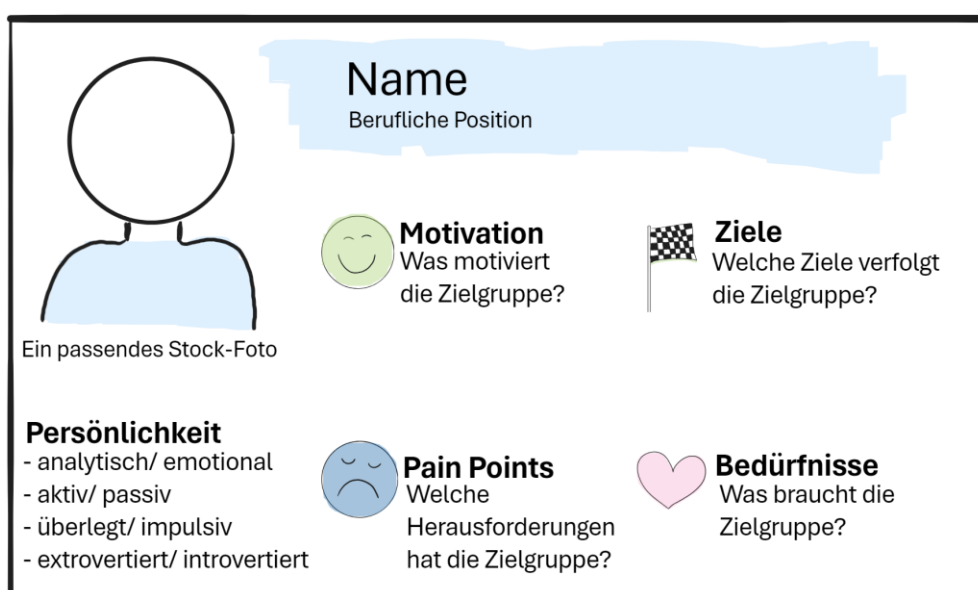 Name
Berufliche Position
Motivation
Was motiviert
die Zielgruppe?
Ziele
Welche Ziele verfolgt
die Zielgruppe?
Ein passendes Stock-Foto
Persönlichkeit
- analytisch/ emotional
- aktiv/ passiv
- überlegt/ impulsiv
- extrovertiert/ introvertiert
Pain Points
Welche
Herausforderungen
hat die Zielgruppe?
Bedürfnisse
Was braucht die
Zielgruppe?